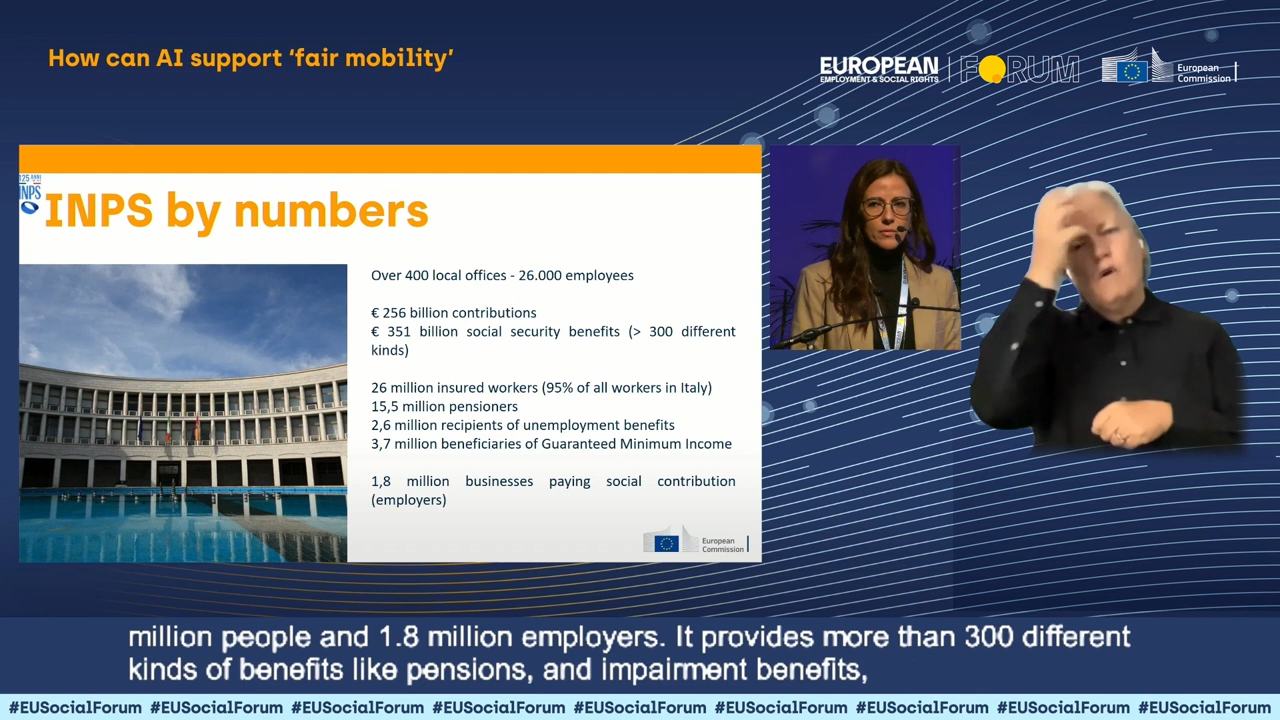 How can AI support ‘fair mobility’
EUROPEAN
EMPLOYMENT & SOCIAL RIGHTS
FORUM
European
Commission
125 ANNI
INPS
INPS by numbers
Over 400 local offices - 26.000 employees
€ 256 billion contributions
€ 351 billion social security benefits (> 300 different
kinds)
26 million insured workers (95% of all workers in Italy)
15,5 million pensioners
2,6 million recipients of unemployment benefits
3,7 million beneficiaries of Guaranteed Minimum Income
1,8 million businesses paying social contribution
(employers)
European
Commission
million people and 1.8 million employers. It provides more than 300 different
kinds of benefits like pensions, and impairment benefits,
#EUSocialForum #EUSocialForum #EUSocialForum #EUSocialForum #EUSocialForum #EUSocialForum #EUSocialForum #EUSocialForum #EUSocialForum